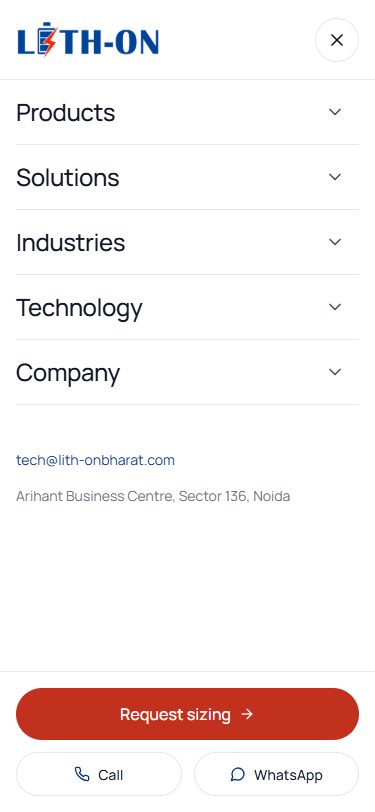 LITH-ON
Products
Solutions
Industries
Technology
Company
tech@lith-onbharat.com
Arihant Business Centre, Sector 136, Noida
Request sizing →
Call
WhatsApp